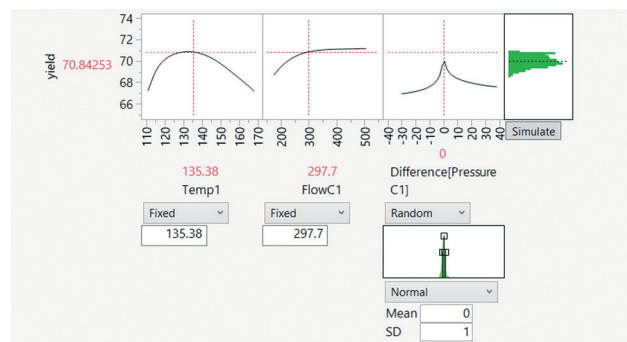 74
72
70
68
66
yield
70.84253
110
120
130
140
150
160
170
200
300
400
500
-40
-30
-20
-10
0
10
20
30
40
Simulate
135.38
297.7
0
Temp1
FlowC1
Difference[Pressure
C1]
Fixed
Fixed
Random
135.38
297.7
Normal
Mean 0
SD 1